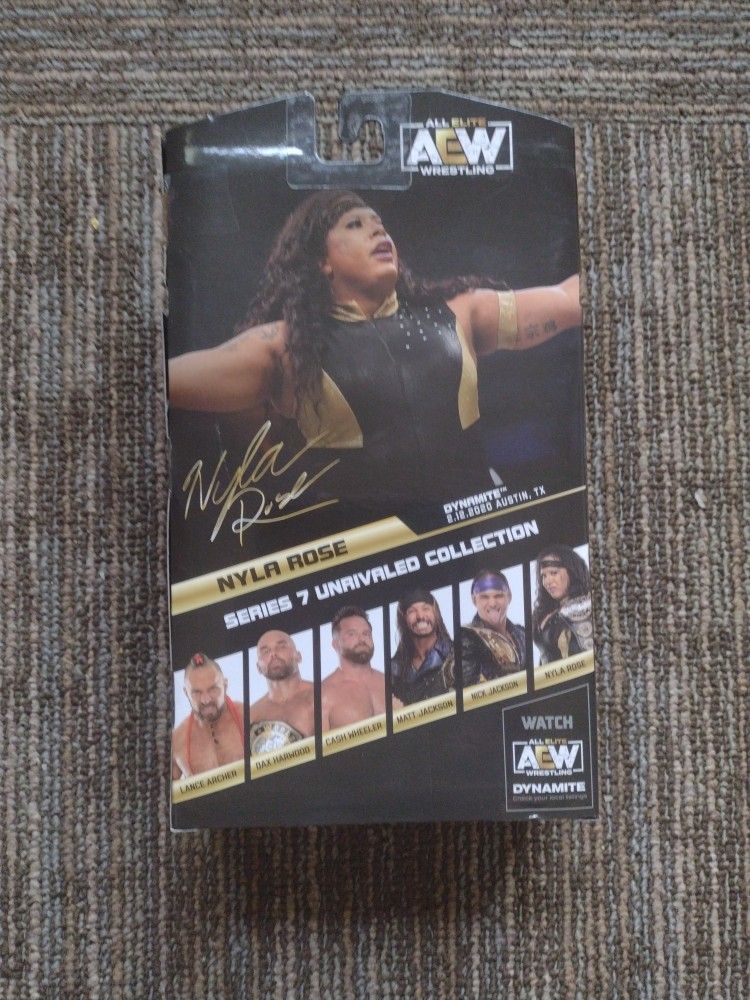 ALL ELITE
AEW
WRESTLING
Nyla
Rose
DYNAMITE™
2.12.2020 AUSTIN, TX
NYLA ROSE
SERIES 7 UNRIVALED COLLECTION
LANCE ARCHER
DAX HARWOOD
CASH WHEELER
MATT JACKSON
NICK JACKSON
NYLA ROSE
WATCH
ALL ELITE
AEW
WRESTLING
DYNAMITE
Check your local listings